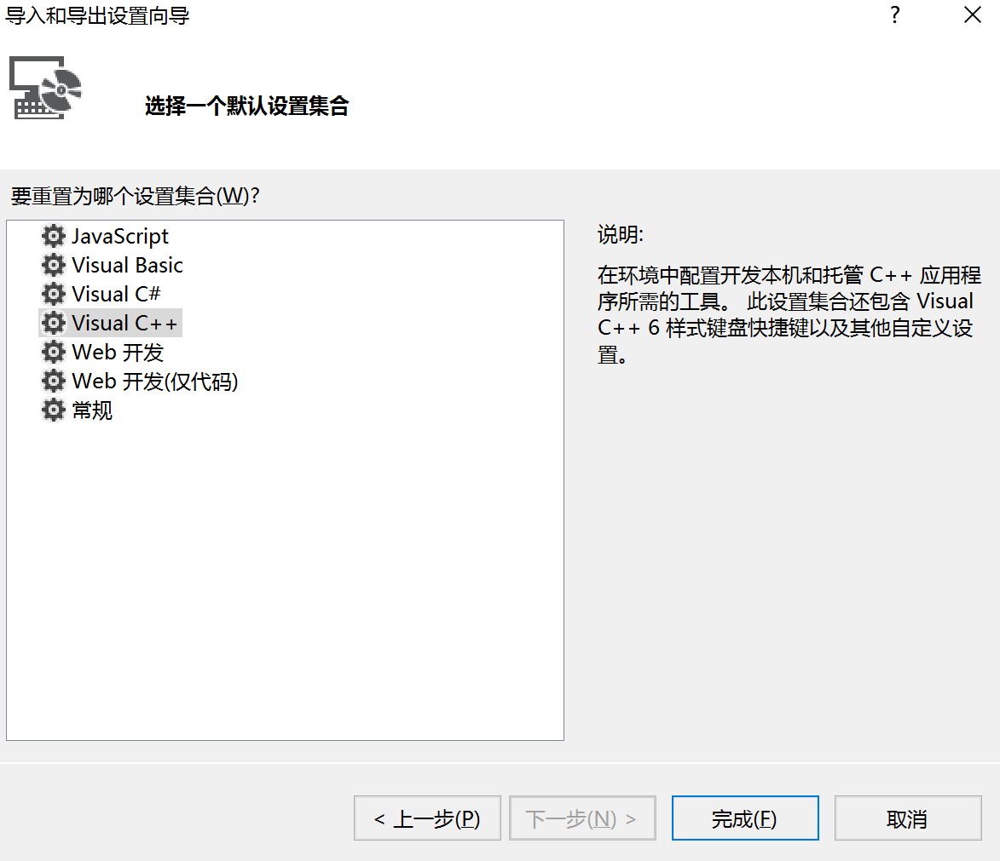 导入和导出设置向导
?
选择一个默认设置集合
要重置为哪个设置集合(W)?
JavaScript
Visual Basic
Visual C#
Visual C++
Web 开发
Web 开发(仅代码)
常规
说明:
在环境中配置开发本机和托管 C++ 应用程
序所需的工具。 此设置集合还包含 Visual
C++ 6 样式键盘快捷键以及其他自定义设
置。
< 上一步(P)
下一步(N) >
完成(F)
取消